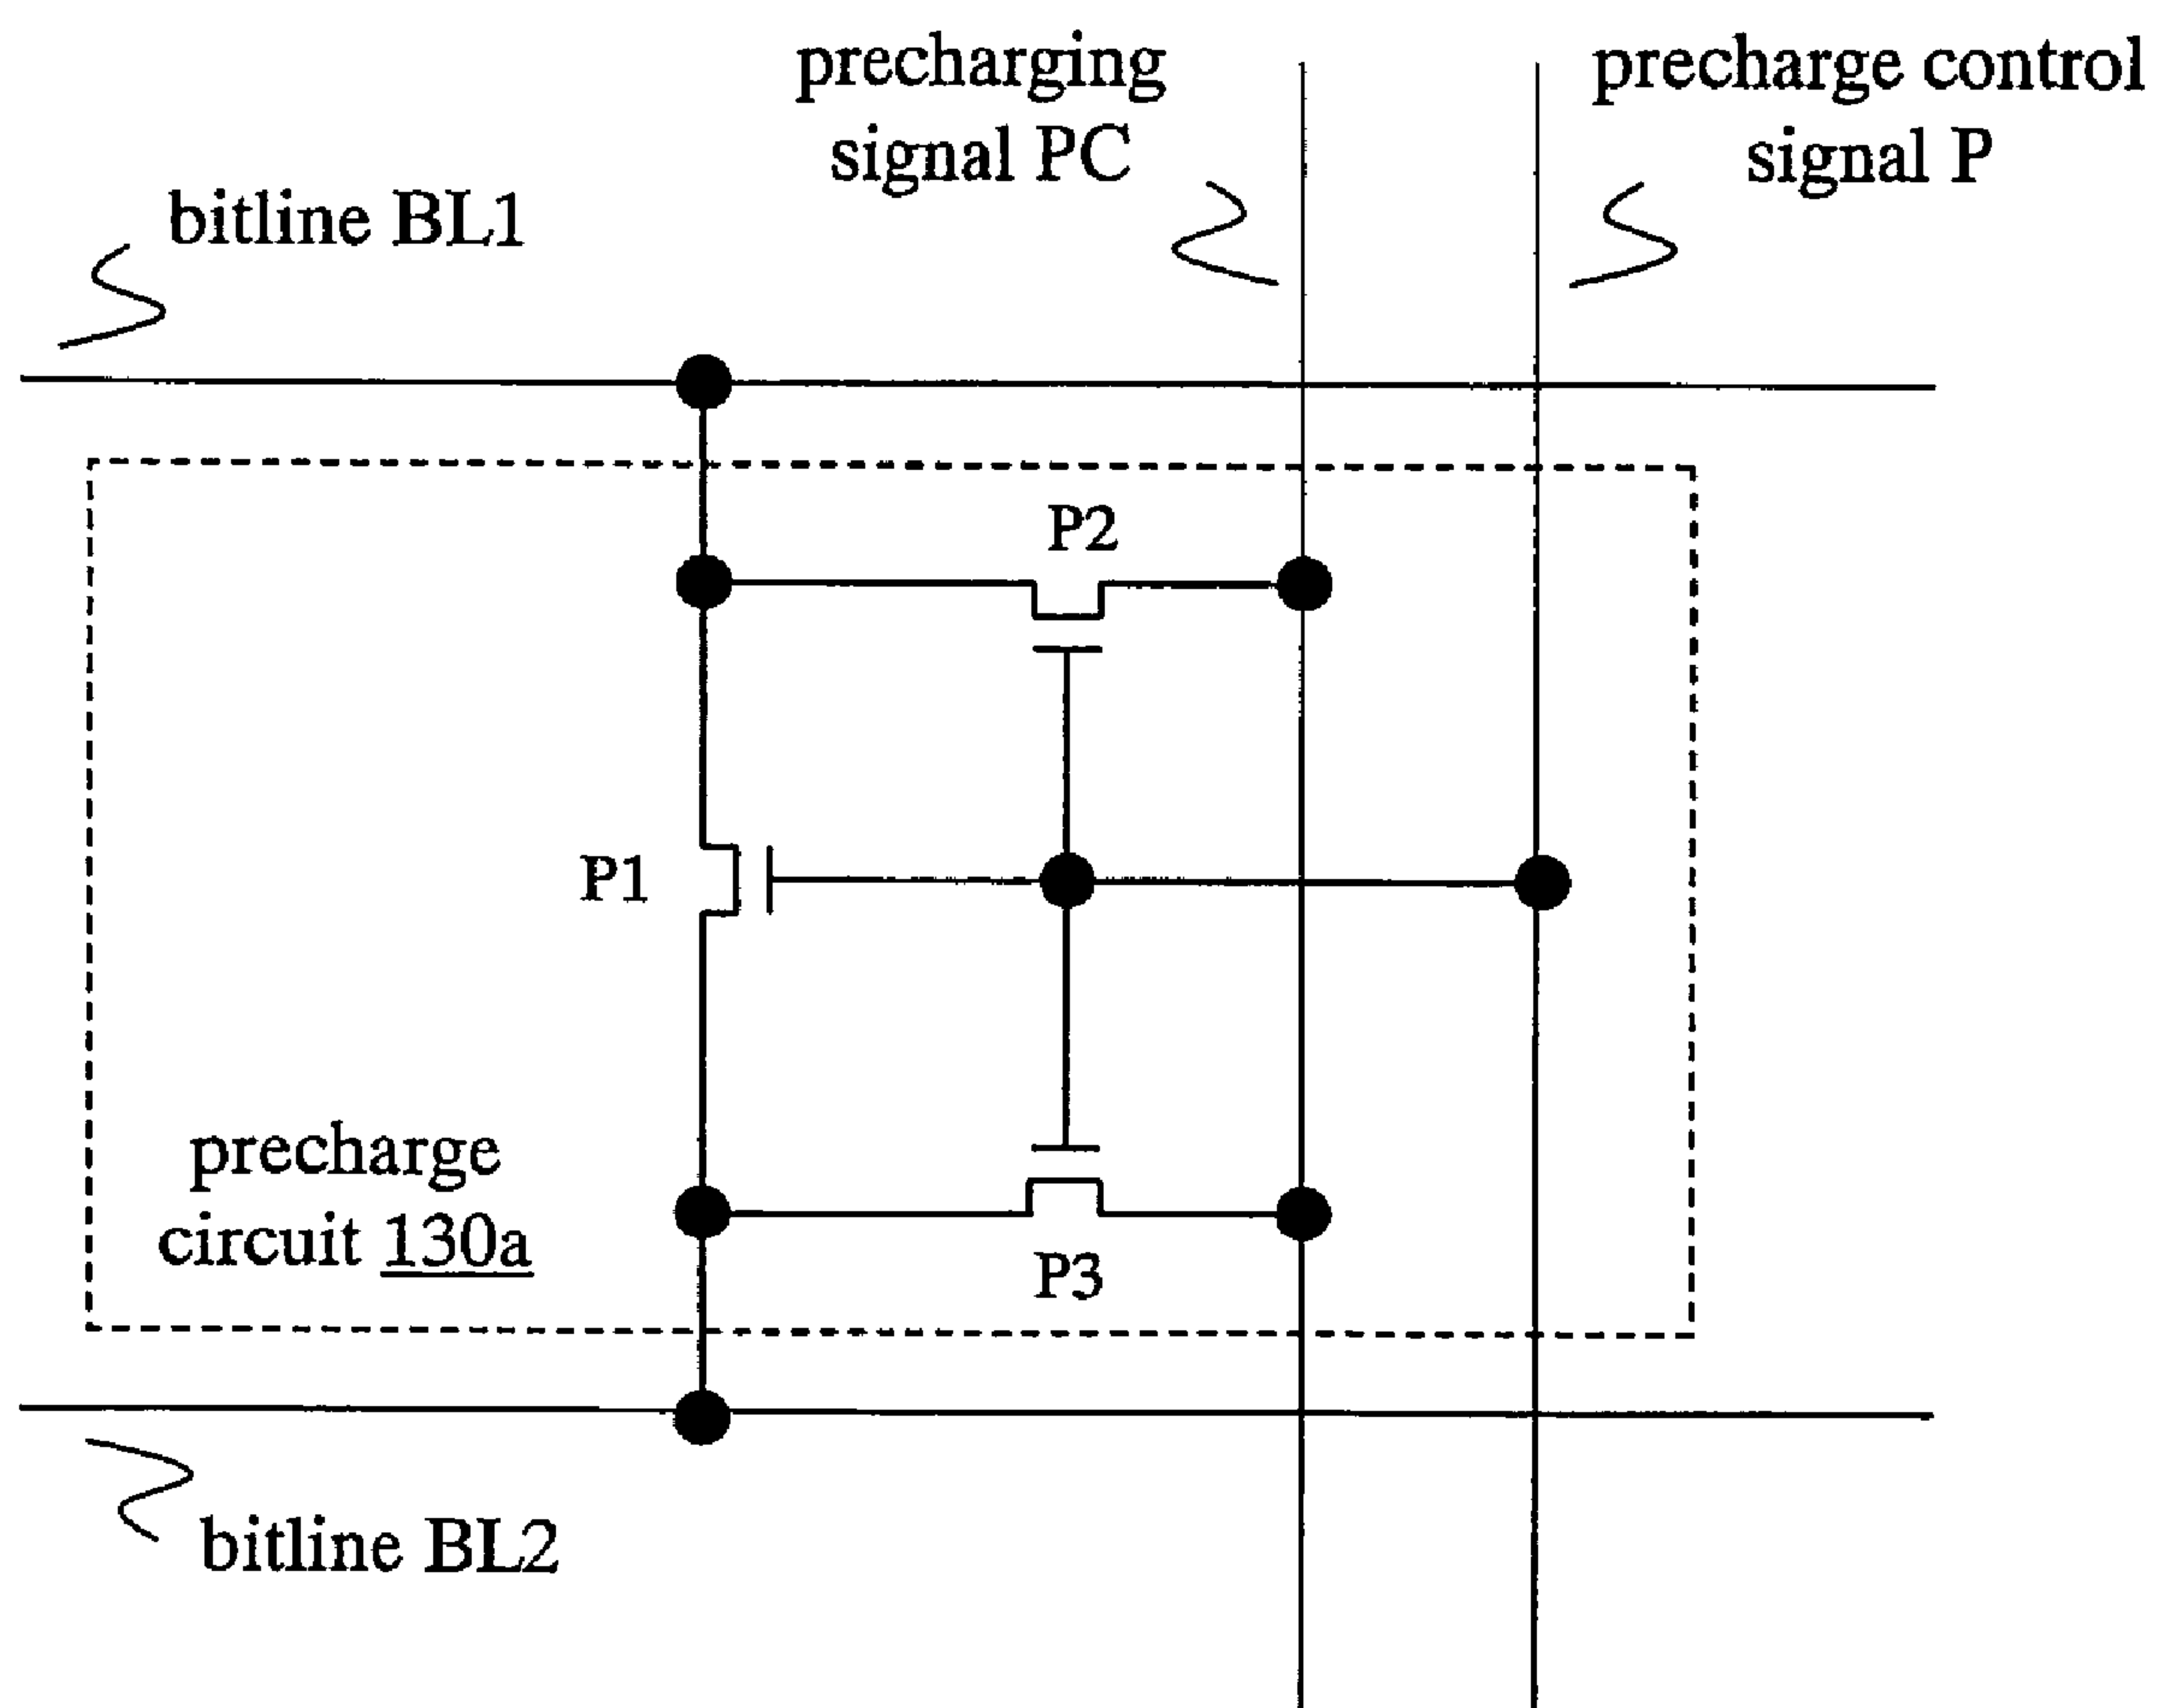 precharging
signal PC
precharge control
signal P
bitline BL1
P2
P1
precharge
circuit 130a
P3
bitline BL2